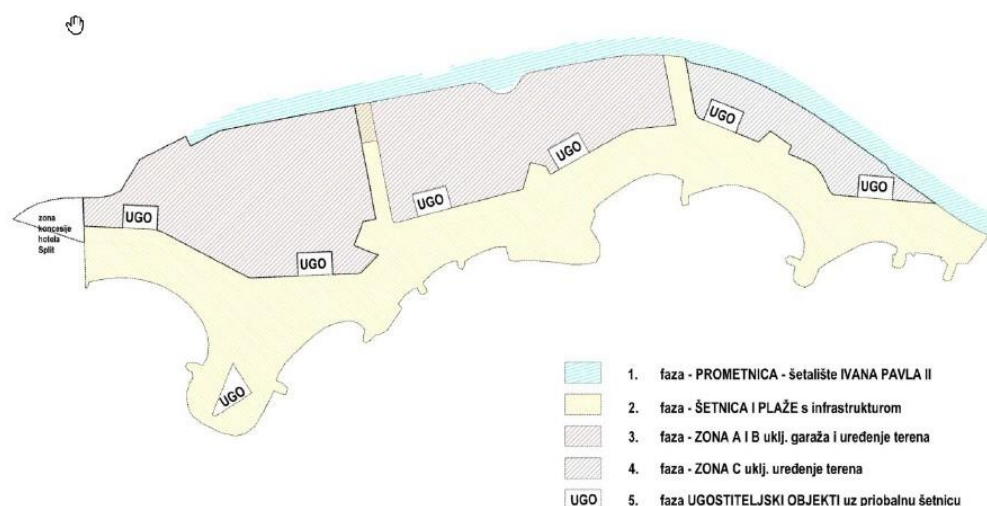 UGO
UGO
UGO
UGO
zona
koncesije
hotela
Split
UGO
UGO
UGO
1. faza - PROMETNICA - šetalište IVANA PAVLA II
2. faza - ŠETNICA I PLAŽE s infrastrukturom
3. faza - ZONA A I B uklj. garaža i uređenje terena
4. faza - ZONA C uklj. uređenje terena
UGO 5. faza UGOSTITELJSKI OBJEKTI uz priobalnu šetnicu